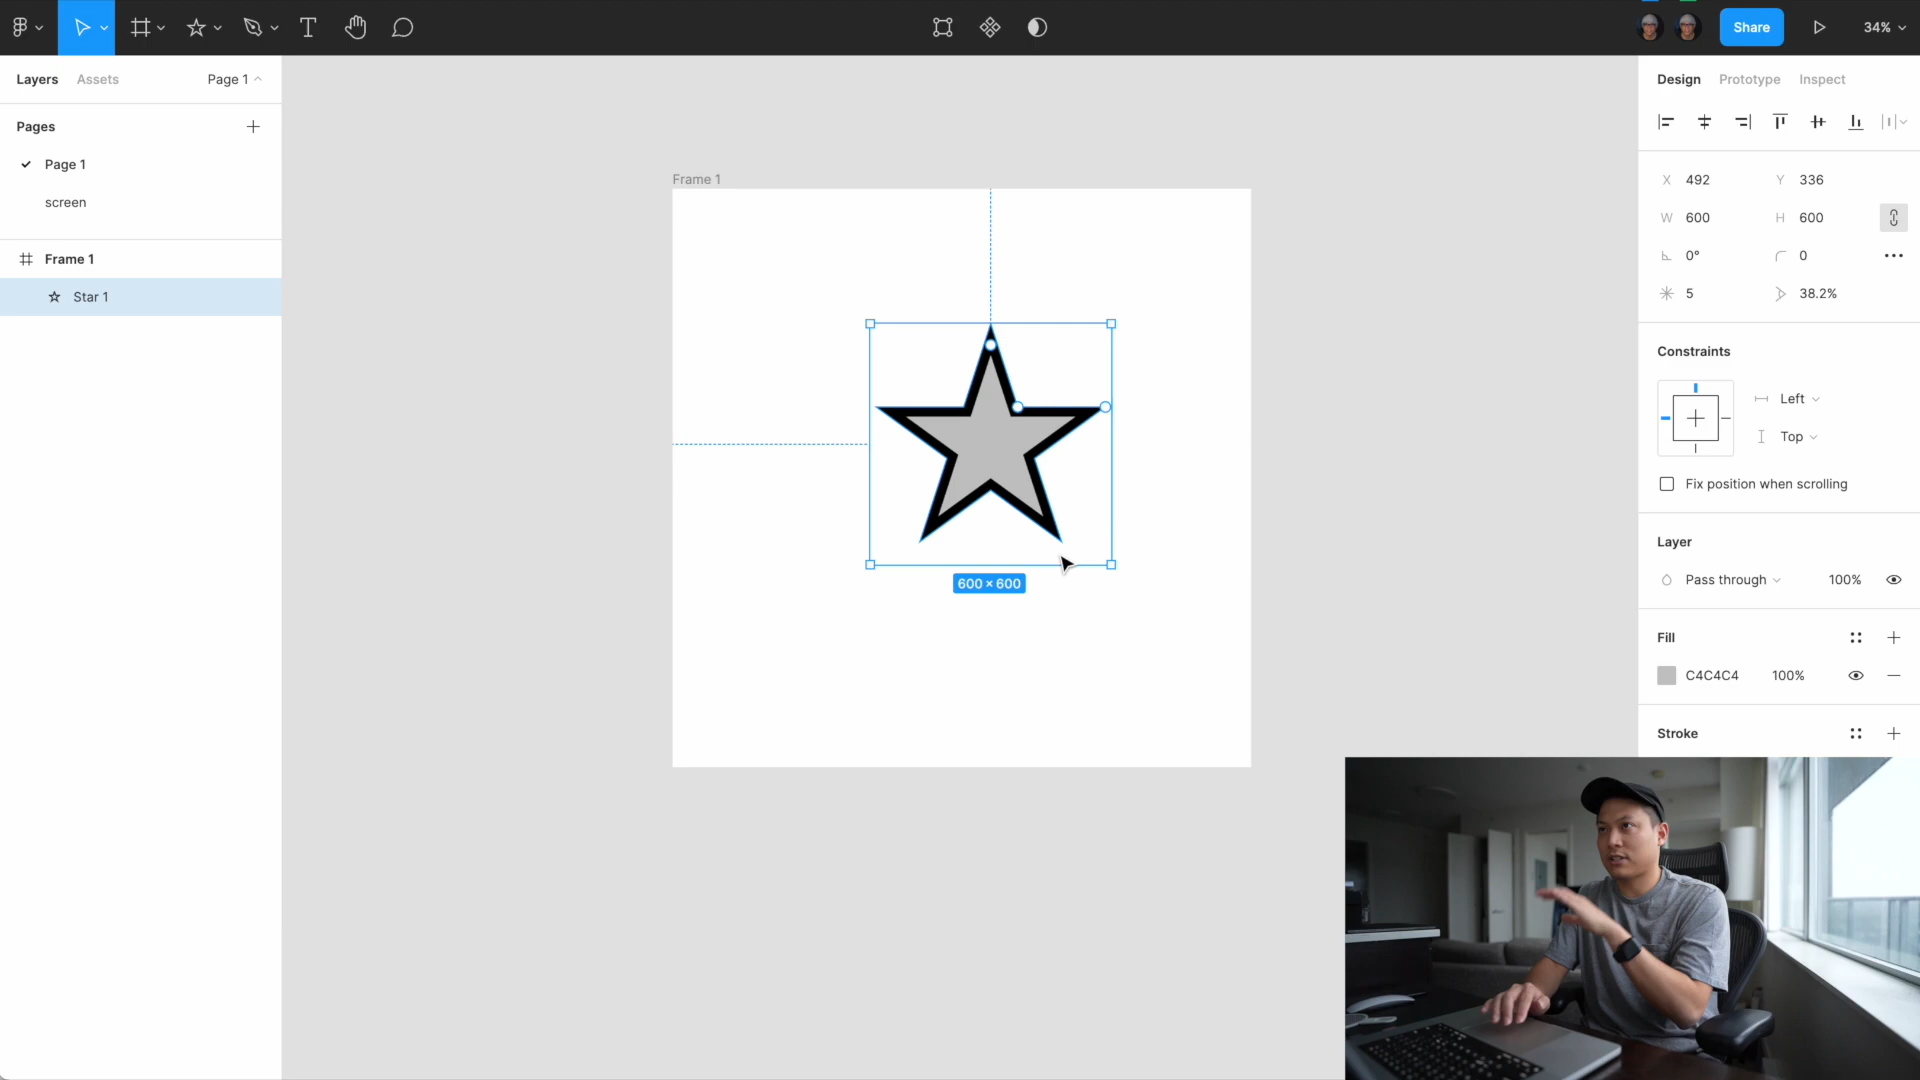 Share
34%
Layers
Assets
Page 1
Design
Prototype
Inspect
Pages
Page 1
screen
Frame 1
Star 1
Frame 1
600 × 600
X 492
Y 336
W 600
H 600
0°
0
5
38.2%
Constraints
Left
Top
Fix position when scrolling
Layer
Pass through
100%
Fill
C4C4C4
100%
Stroke